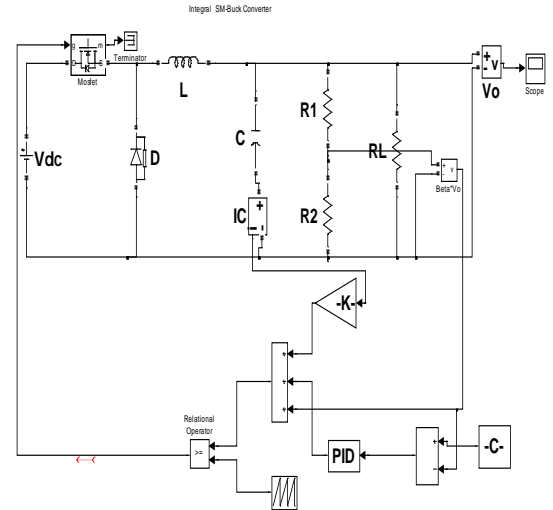 Integral SM-Buck Converter
g
m
D
S
Mosfet
Terminator
L
+
v
-
Vo
Scope
R1
C
RL
D
+
Vdc
+
v
-
Beta*Vo
IC
+
-
i
R2
-K-
+
+
+
Relational
Operator
>=
PID
+
-
-C-